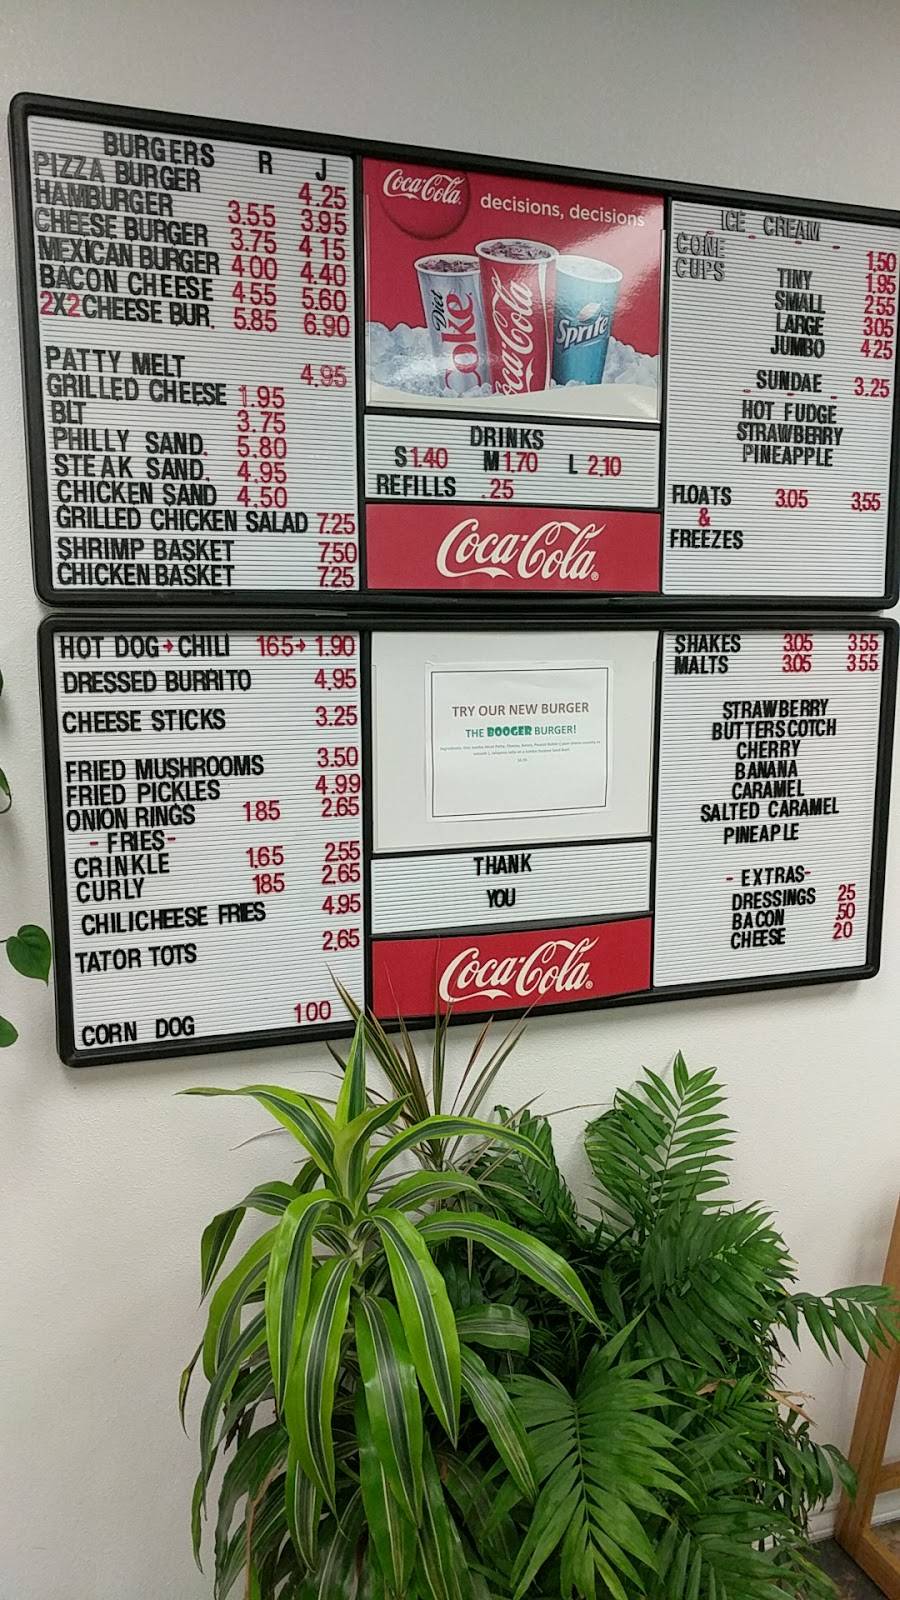 BURGERS R J
PIZZA BURGER 4.25
HAMBURGER 3.55 3.95
CHEESE BURGER 3.75 4.15
MEXICAN BURGER 4.00 4.40
BACON CHEESE 4.55 5.60
2X2 CHEESE BUR. 5.85 6.90
PATTY MELT 4.95
GRILLED CHEESE 1.95
BLT 3.75
PHILLY SAND. 5.80
STEAK SAND. 4.95
CHICKEN SAND 4.50
GRILLED CHICKEN SALAD 7.25
SHRIMP BASKET 7.50
CHICKEN BASKET 7.25
Coca-Cola decisions, decisions
Diet Coke
Coca-Cola
Sprite
DRINKS
S 1.40 M 1.70 L 2.10
REFILLS .25
Coca-Cola
ICE CREAM
CONE 1.50
CUPS TINY 1.95
SMALL 2.55
LARGE 3.05
JUMBO 4.25
SUNDAE 3.25
HOT FUDGE
STRAWBERRY
PINEAPPLE
FLOATS 3.05 3.55
&
FREEZES
HOT DOG → CHILI 165 → 1.90
DRESSED BURRITO 4.95
CHEESE STICKS 3.25
FRIED MUSHROOMS 3.50
FRIED PICKLES 4.99
ONION RINGS 185 2.65
- FRIES -
CRINKLE 1.65 2.55
CURLY 185 2.65
CHILICHEESE FRIES 4.95
TATOR TOTS 2.65
CORN DOG 1.00
TRY OUR NEW BURGER
THE BOOGER BURGER!
THANK
YOU
Coca-Cola
SHAKES 3.05 3.55
MALTS 3.05 3.55
STRAWBERRY
BUTTERSCOTCH
CHERRY
BANANA
CARAMEL
SALTED CARAMEL
PINEAPLE
- EXTRAS -
DRESSINGS 25
BACON .50
CHEESE 20